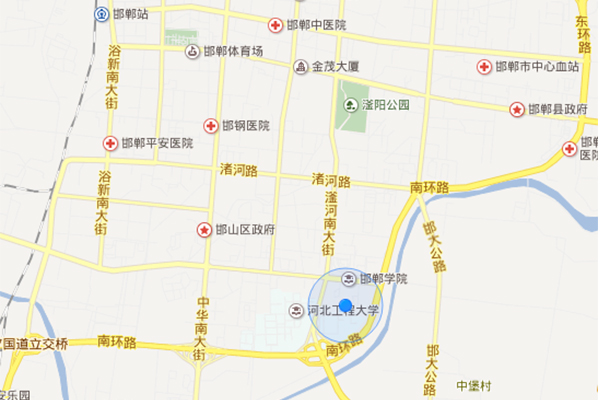 邯郸站
邯郸中医院
东环路
邯郸体育场
金茂大厦
邯郸市中心血站
浴新南大街
滏阳公园
邯郸县政府
邯钢医院
邯郸平安医院
邯郸
医院
渚河路
渚河路
南环路
浴新南大街
滏河南大街
邯山区政府
邯大公路
邯郸学院
中华南大街
河北工程大学
国道立交桥
南环路
南环路
邯大公路
中堡村
安乐园